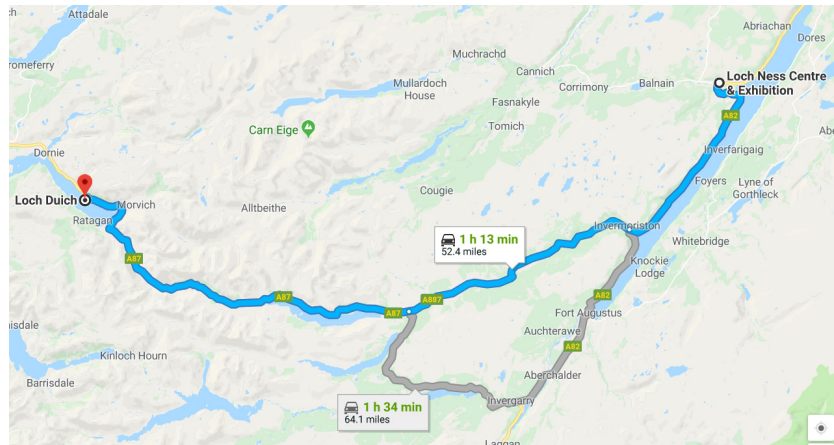 Attadale
romeferry
Dornie
Loch Duich
Ratagan
Morvich
A87
Alltbeithe
Carn Eige
Muchrachd
Mullardoch
House
Cannich
Corrimony
Fasnakyle
Tomich
Cougie
Balnain
Abriachan
Dores
Loch Ness Centre
& Exhibition
A82
Inverfarigaig
Foyers
Lyne of
Gorthleck
Invermoriston
Whitebridge
Knockie
Lodge
1 h 13 min
52.4 miles
A87
A87
A887
A82
Fort Augustus
Auchterawe
A82
Aberchalder
Invergarry
Laggan
1 h 34 min
64.1 miles
nisdale
Kinloch Hourn
Barrisdale